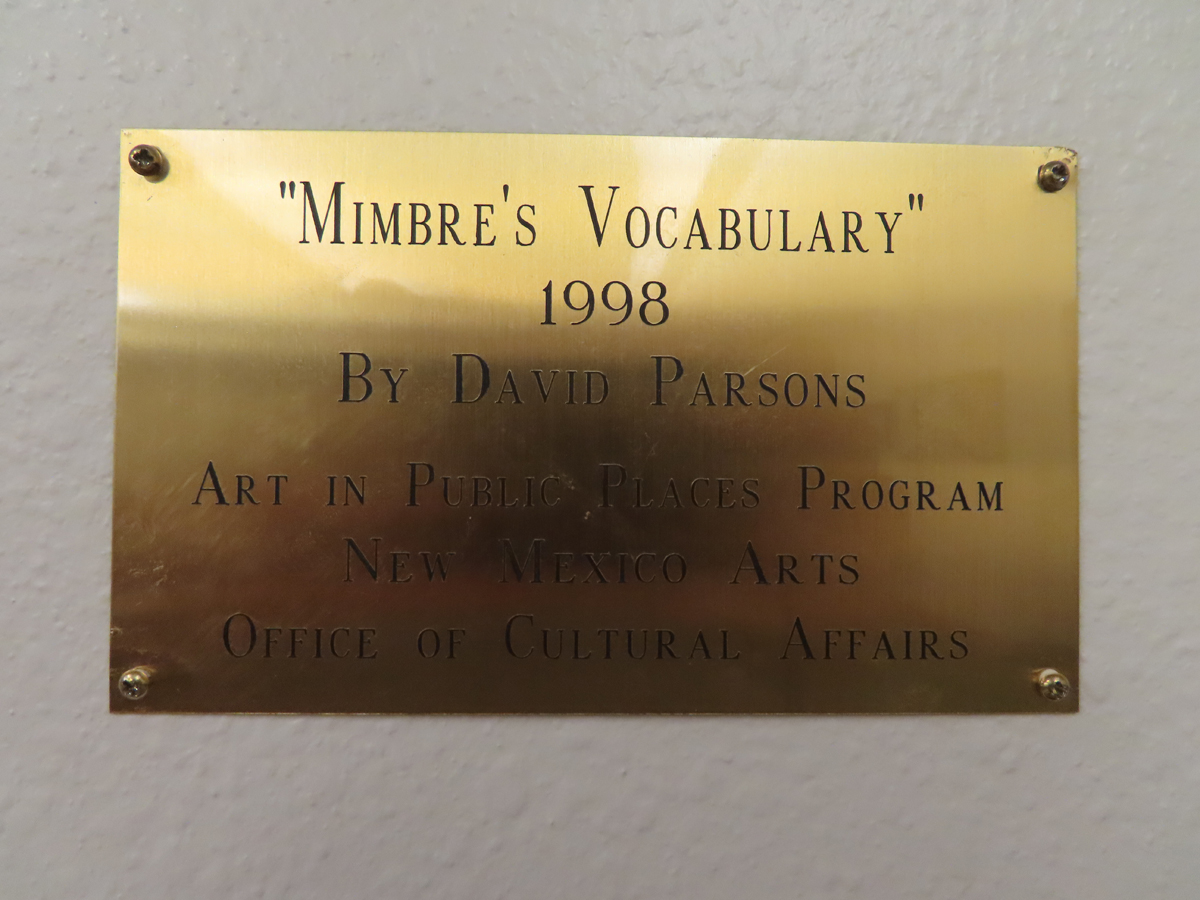 "Mimbre's Vocabulary"
1998
By David Parsons
Art in Public Places Program
New Mexico Arts
Office of Cultural Affairs